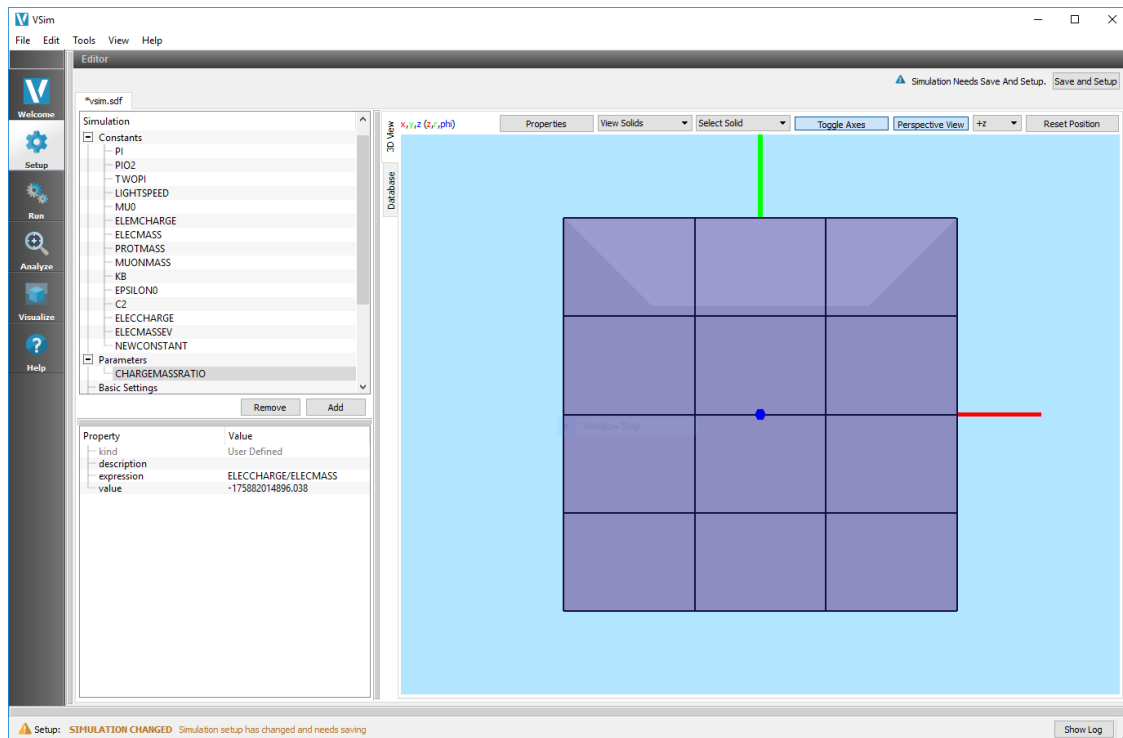 VSim
File Edit Tools View Help
Editor
Simulation Needs Save And Setup. Save and Setup
*vsim.sdf
Welcome
Setup
Run
Analyze
Visualize
Help
Simulation
Constants
PI
PIO2
TWOPI
LIGHTSPEED
MU0
ELEMCHARGE
ELECMASS
PROTMASS
MUONMASS
KB
EPSILON0
C2
ELECCHARGE
ELECMASSEV
NEWCONSTANT
Parameters
CHARGEMASSRATIO
Basic Settings
Remove Add
Property Value
kind User Defined
description
expression ELECCHARGE/ELECMASS
value -175882014896.038
3D View
Database
x,y,z (z,r,phi) Properties View Solids Select Solid Toggle Axes Perspective View +z Reset Position
Window Snip
Setup: SIMULATION CHANGED Simulation setup has changed and needs saving Show Log